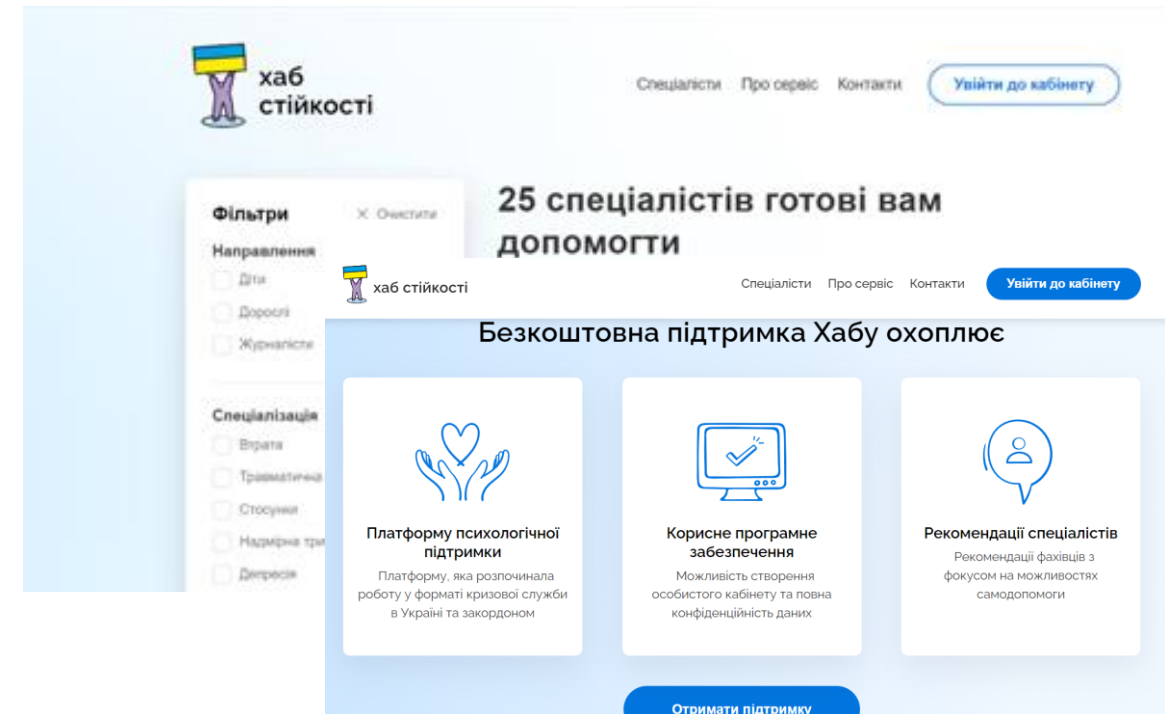 хаб
стійкості
Спеціалісти Про сервіс Контакти Увійти до кабінету
Фільтри × Очистити
25 спеціалістів готові вам
допомогти
Направлення
Діти
Дорослі
Журналісти
Спеціалізація
Втрата
Травматична
Стосунки
Надмірна три
Депресія
хаб стійкості
Спеціалісти Про сервіс Контакти Увійти до кабінету
Безкоштовна підтримка Хабу охоплює
Платформу психологічної
підтримки
Платформу, яка розпочинала
роботу у форматі кризової служби
в Україні та закордоном
Корисне програмне
забезпечення
Можливість створення
особистого кабінету та повна
конфіденційність даних
Рекомендації спеціалістів
Рекомендації фахівців з
фокусом на можливостях
самодопомоги
Отримати підтримку